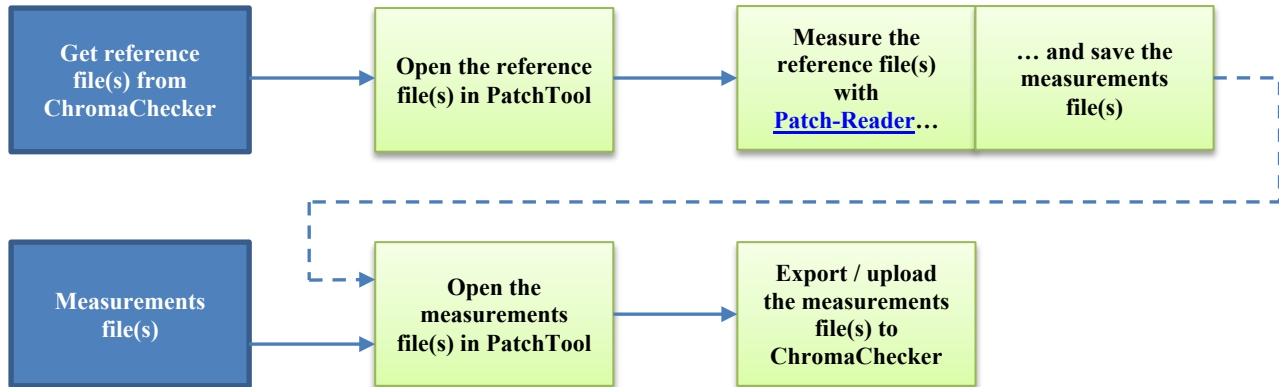 Get reference
file(s) from
ChromaChecker
Open the reference
file(s) in PatchTool
Measure the
reference file(s)
with
Patch-Reader…
… and save the
measurements
file(s)
Measurements
file(s)
Open the
measurements
file(s) in PatchTool
Export / upload
the measurements
file(s) to
ChromaChecker